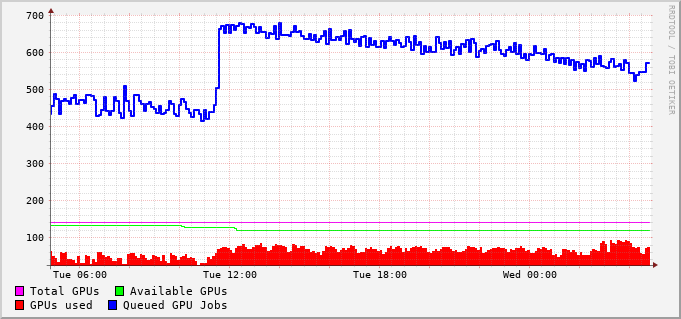 700
600
500
400
300
200
100
Tue 06:00 Tue 12:00 Tue 18:00 Wed 00:00
Total GPUs Available GPUs
GPUs used Queued GPU Jobs
RRDTOOL / TOBI OETIKER